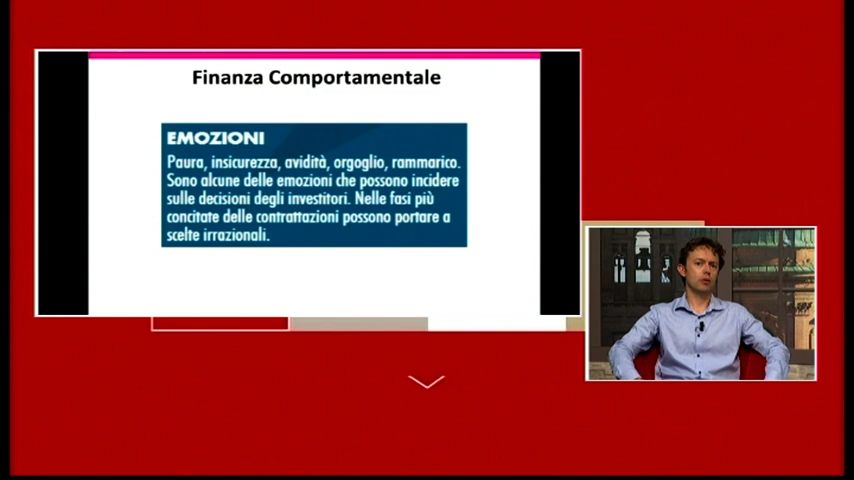 Finanza Comportamentale
EMOZIONI
Paura, insicurezza, avidità, orgoglio, rammarico.
Sono alcune delle emozioni che possono incidere
sulle decisioni degli investitori. Nelle fasi più
concitate delle contrattazioni possono portare a
scelte irrazionali.